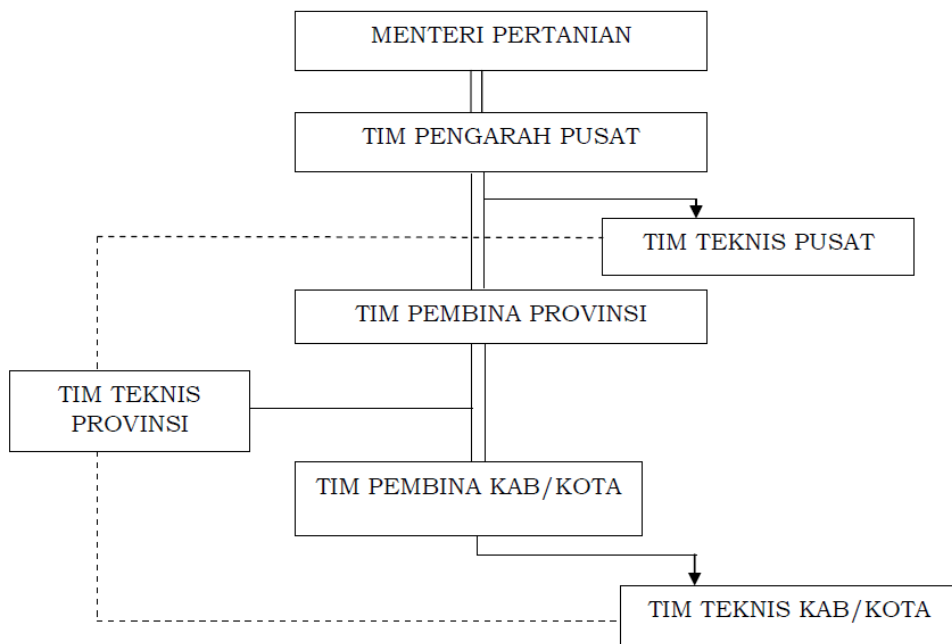 MENTERI PERTANIAN
TIM PENGARAH PUSAT
TIM TEKNIS PUSAT
TIM PEMBINA PROVINSI
TIM TEKNIS
PROVINSI
TIM PEMBINA KAB/KOTA
TIM TEKNIS KAB/KOTA